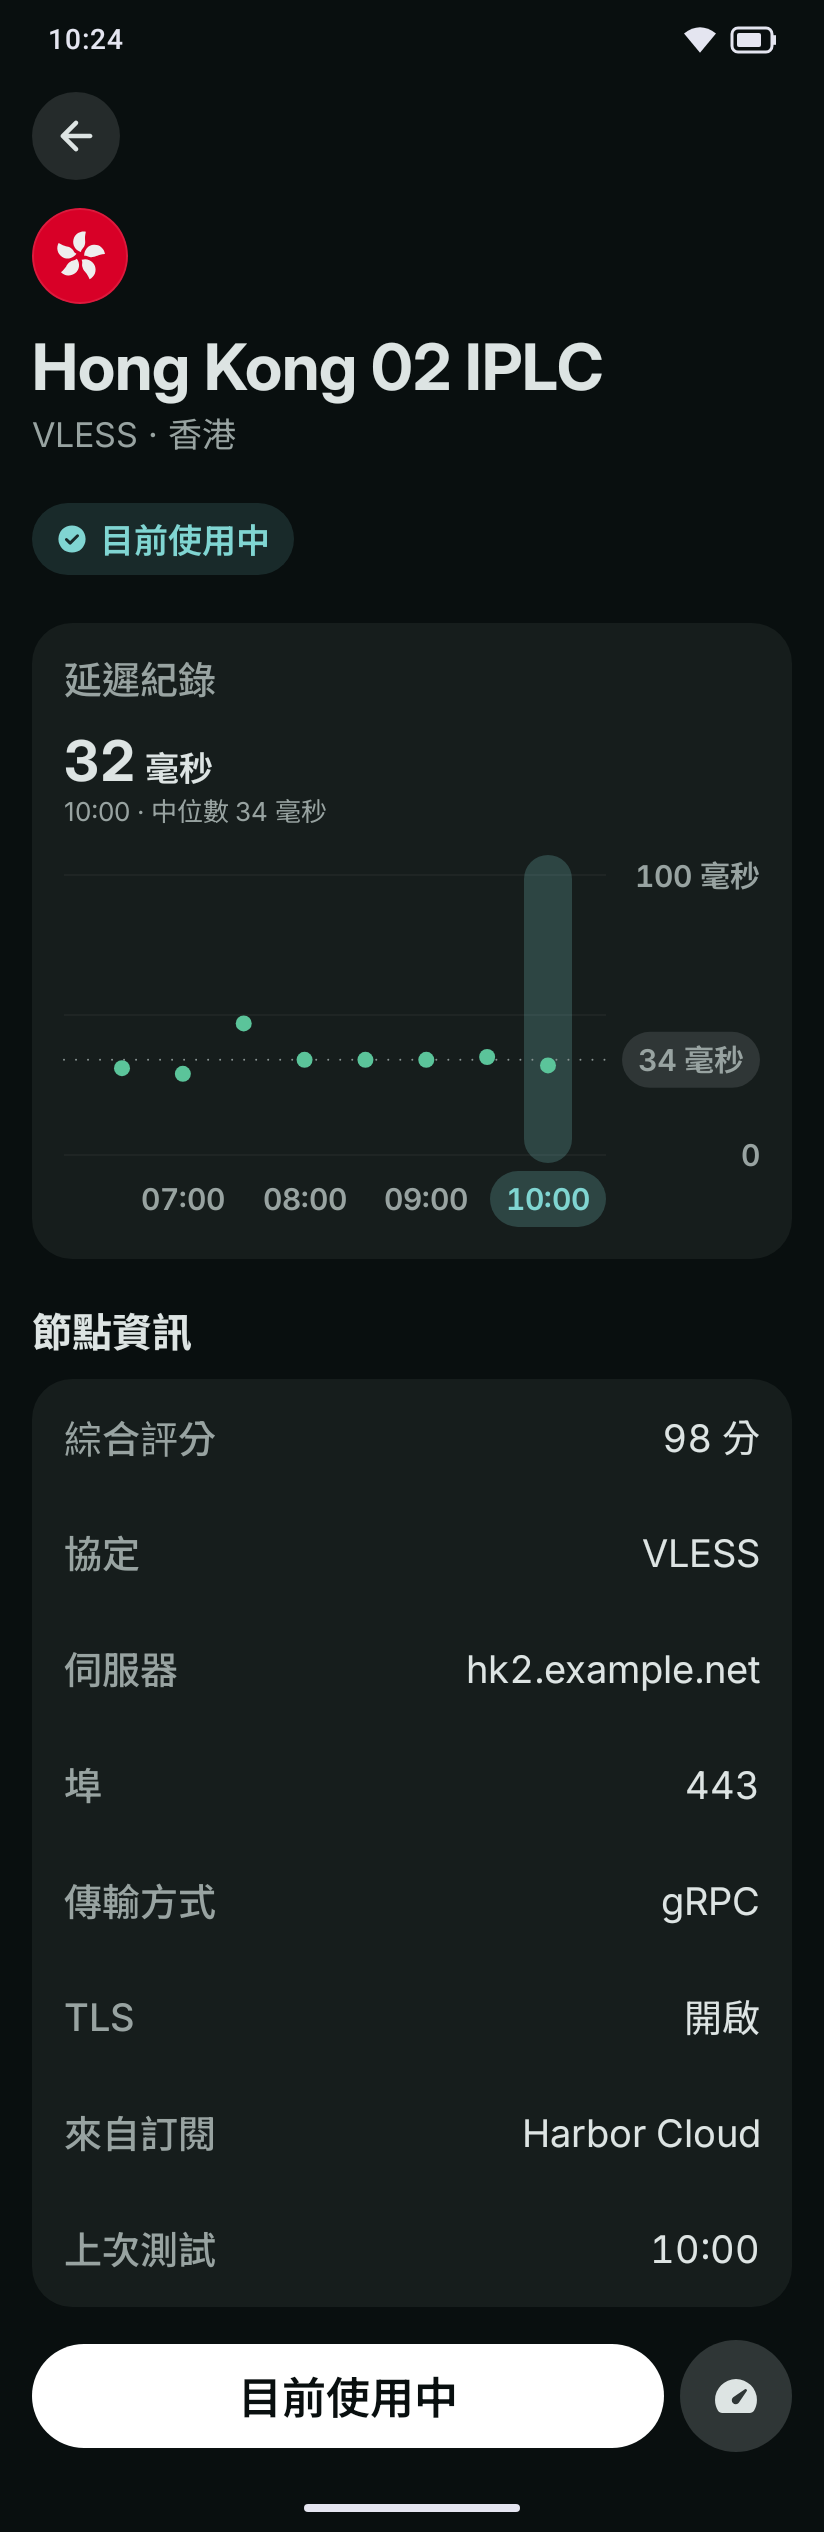 10:24
Hong Kong 02 IPLC
VLESS · 香港
目前使用中
延遲紀錄
32 毫秒
10:00 · 中位數 34 毫秒
100 毫秒
34 毫秒
0
07:00 08:00 09:00 10:00
節點資訊
綜合評分 98 分
協定 VLESS
伺服器 hk2.example.net
埠 443
傳輸方式 gRPC
TLS 開啟
來自訂閱 Harbor Cloud
上次測試 10:00
目前使用中